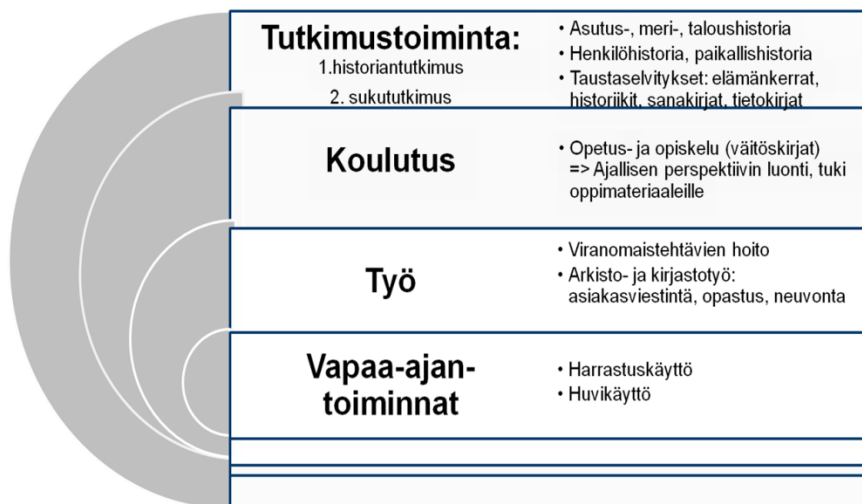 Tutkimustoiminta:
1.historiantutkimus
2. sukututkimus
• Asutus-, meri-, taloushistoria
• Henkilöhistoria, paikallishistoria
• Taustaselvitykset: elämänkerrat,
historiikit, sanakirjat, tietokirjat
Koulutus
• Opetus- ja opiskelu (väitöskirjat)
=> Ajallisen perspektiivin luonti, tuki
oppimateriaaleille
Työ
• Viranomaistehtävien hoito
• Arkisto- ja kirjastotyö:
asiakasviestintä, opastus, neuvonta
Vapaa-ajan-
toiminnat
• Harrastuskäyttö
• Huvikäyttö